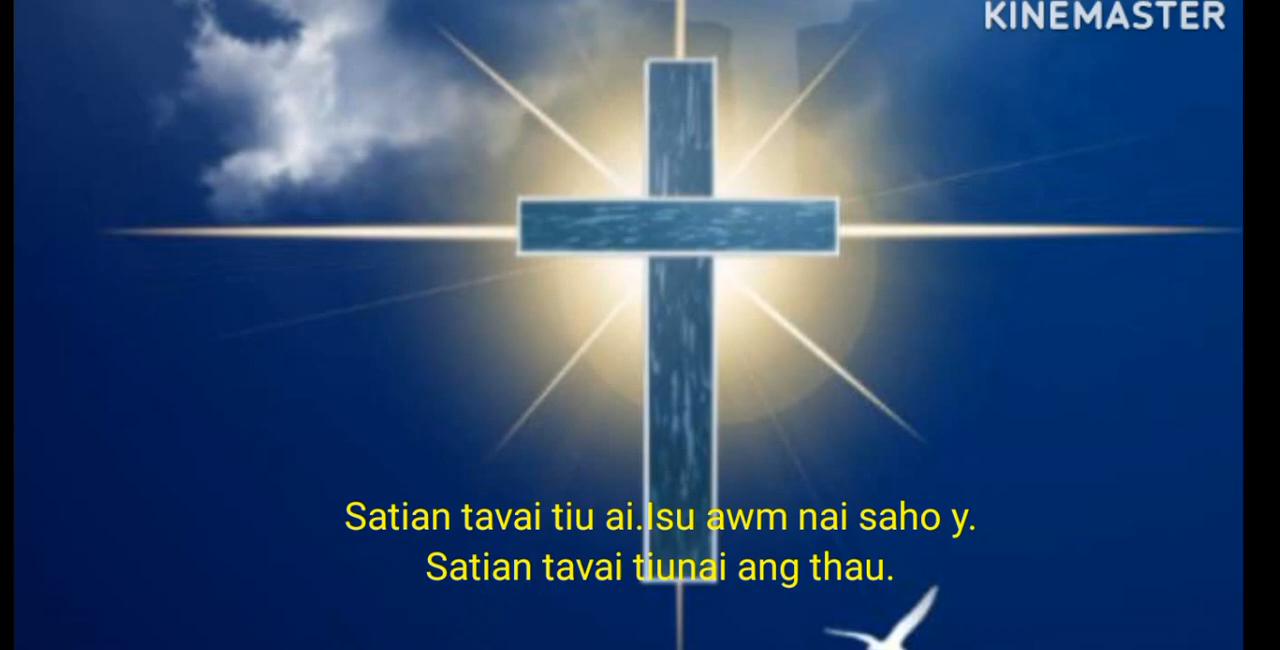 KINEMASTER
Satian tavai tiu ai.Isu awm nai saho y.
Satian tavai tiunai ang thau.